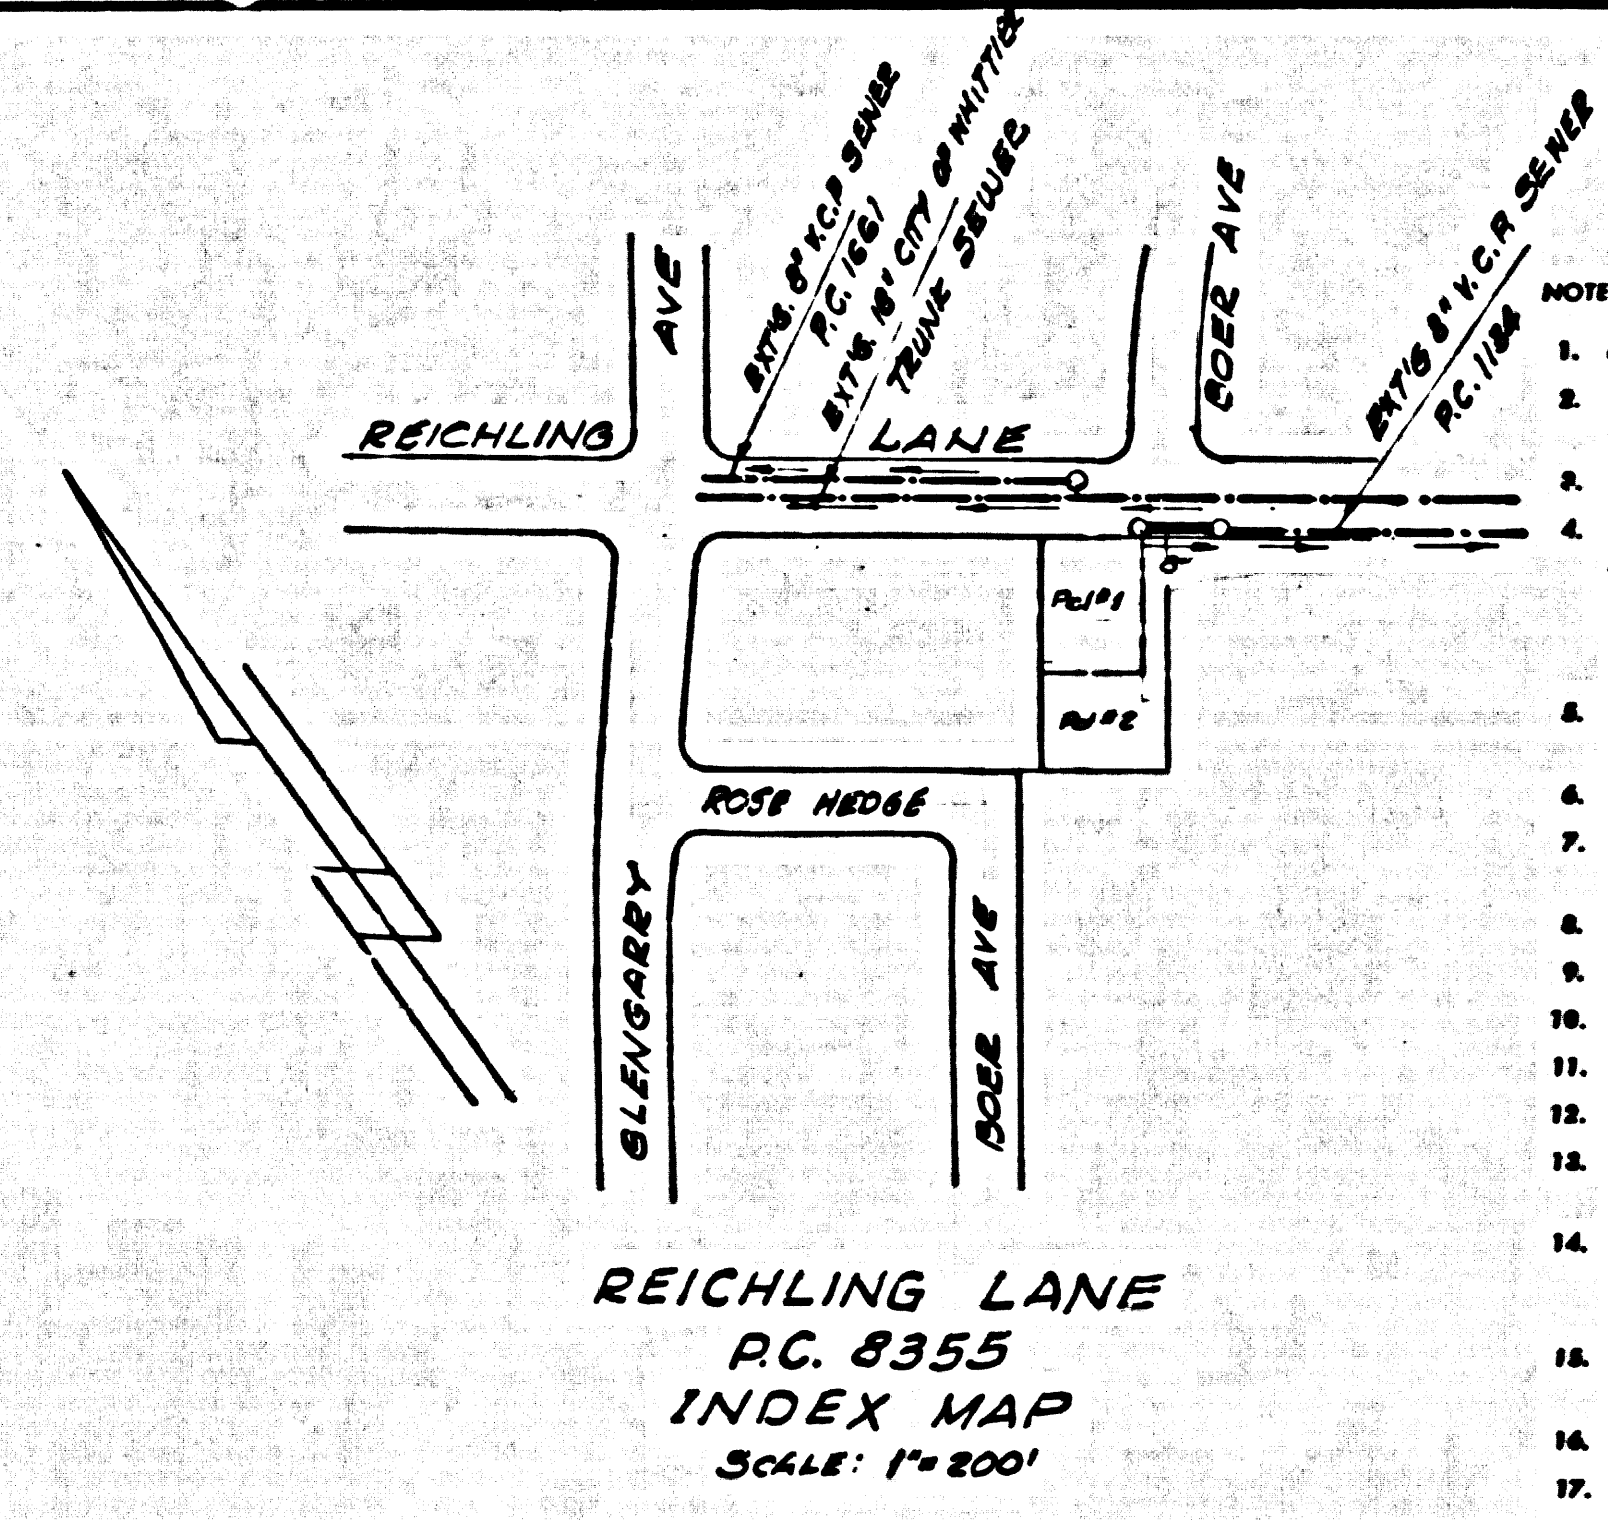 EXT'G. 8" V.C.P. SEWER
P.C. 1661
EXT'G. 18" CITY OF WHITTIER
TRUNK SEWER
BOER AVE
EXT'G 8" V.C.P. SEWER
P.C. 1134
AVE
REICHLING LANE
NOTE
1.
2.
3.
4.
5.
6.
7.
8.
9.
10.
11.
12.
13.
14.
15.
16.
17.
Pcl #1
Pcl #2
ROSE HEDGE
GLENGARRY
BOER AVE
REICHLING LANE
P.C. 8355
INDEX MAP
SCALE: 1"= 200'